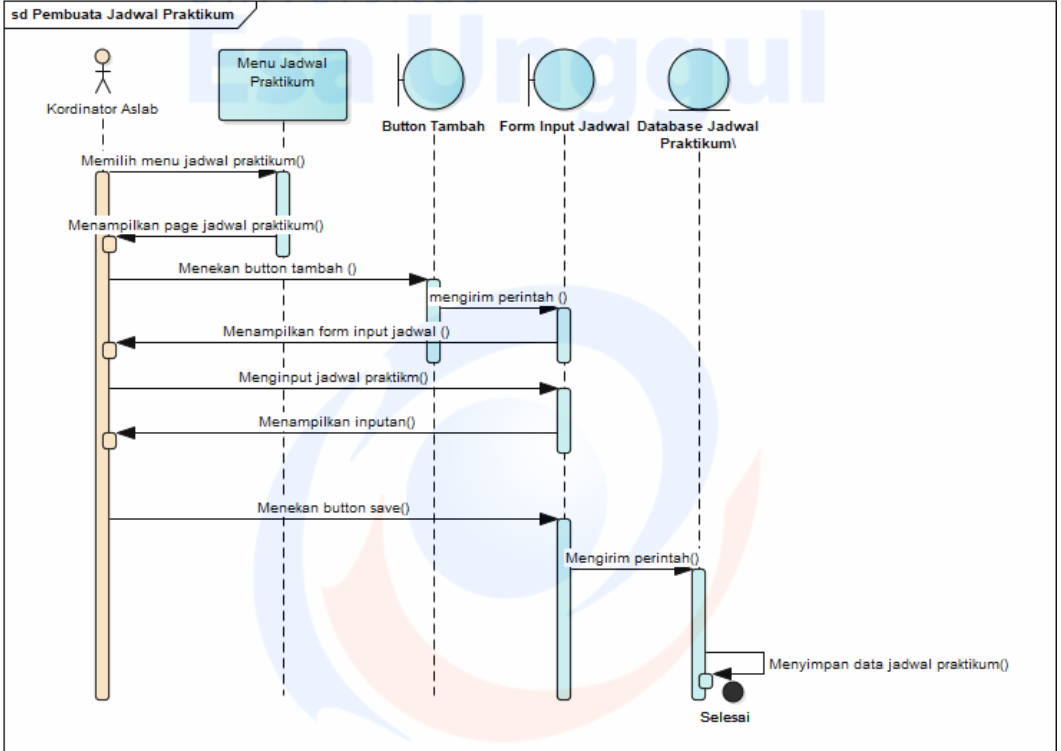 sd Pembuata Jadwal Praktikum
Esa Unggul
Kordinator Aslab
Menu Jadwal
Praktikum
Button Tambah
Form Input Jadwal
Database Jadwal
Praktikum\
Memilih menu jadwal praktikum()
Menampilkan page jadwal praktikum()
Menekan button tambah ()
mengirim perintah ()
Menampilkan form input jadwal ()
Menginput jadwal praktikm()
Menampilkan inputan()
Menekan button save()
Mengirim perintah()
Menyimpan data jadwal praktikum()
Selesai